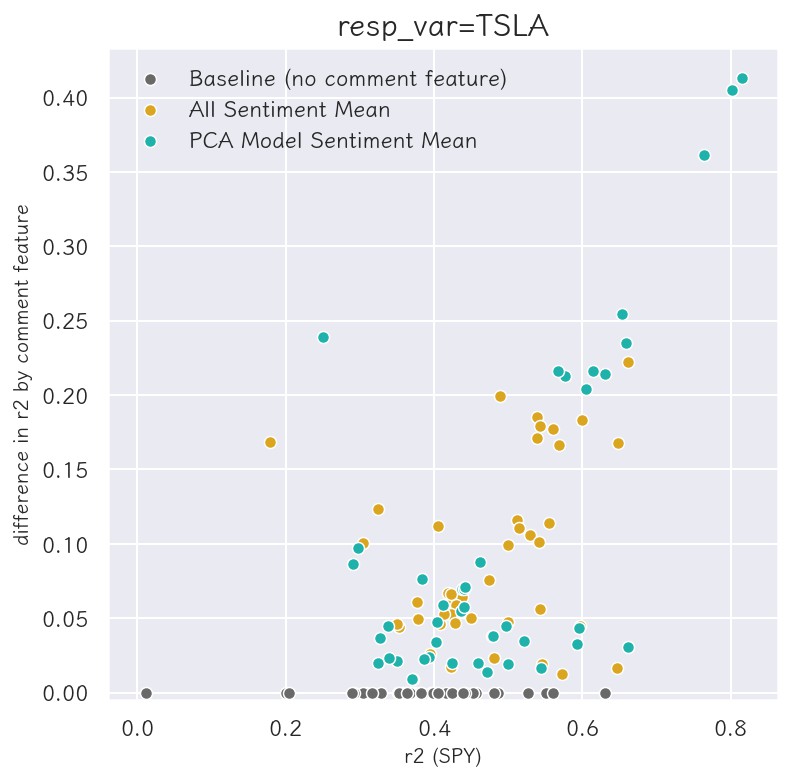 resp_var=TSLA
Baseline (no comment feature)
All Sentiment Mean
PCA Model Sentiment Mean
difference in r2 by comment feature
0.40
0.35
0.30
0.25
0.20
0.15
0.10
0.05
0.00
0.0 0.2 0.4 0.6 0.8
r2 (SPY)